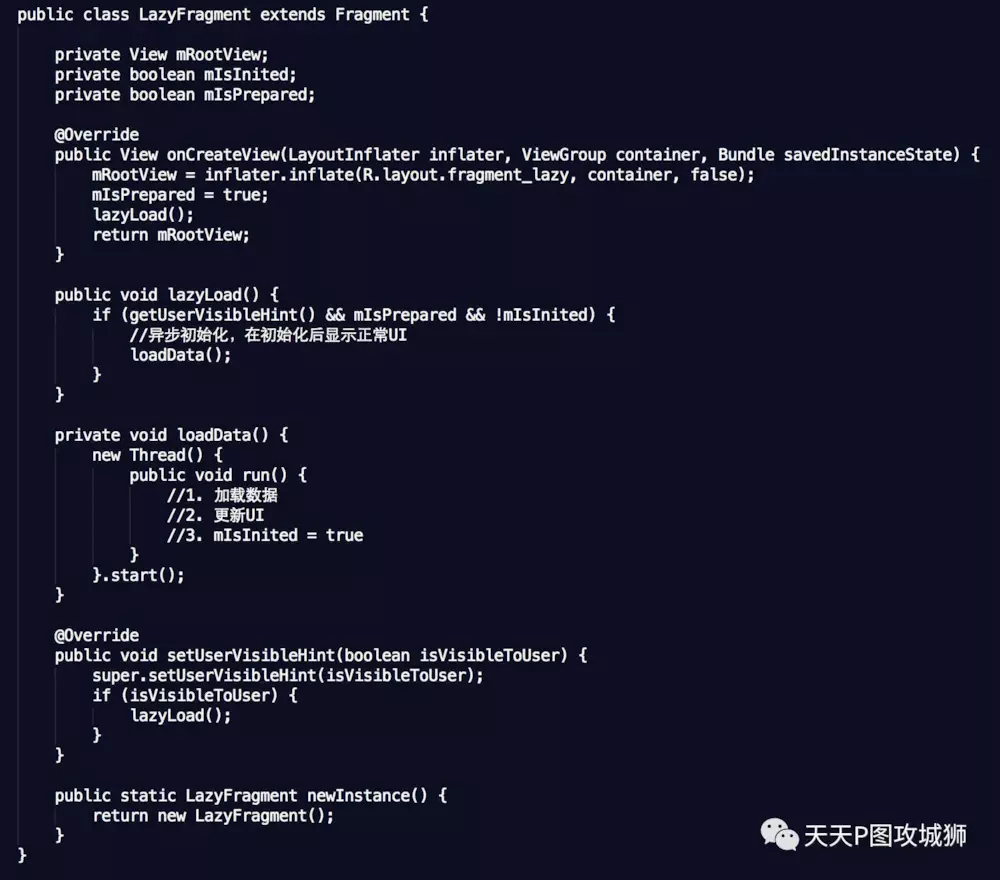 public class LazyFragment extends Fragment {
private View mRootView;
private boolean mIsInited;
private boolean mIsPrepared;
@Override
public View onCreateView(LayoutInflater inflater, ViewGroup container, Bundle savedInstanceState) {
mRootView = inflater.inflate(R.layout.fragment_lazy, container, false);
mIsPrepared = true;
lazyLoad();
return mRootView;
}
public void lazyLoad() {
if (getUserVisibleHint() && mIsPrepared && !mIsInited) {
//异步初始化，在初始化后显示正常UI
loadData();
}
}
private void loadData() {
new Thread() {
public void run() {
//1. 加载数据
//2. 更新UI
//3. mIsInited = true
}
}.start();
}
@Override
public void setUserVisibleHint(boolean isVisibleToUser) {
super.setUserVisibleHint(isVisibleToUser);
if (isVisibleToUser) {
lazyLoad();
}
}
public static LazyFragment newInstance() {
return new LazyFragment();
}
}
天天P图攻城狮